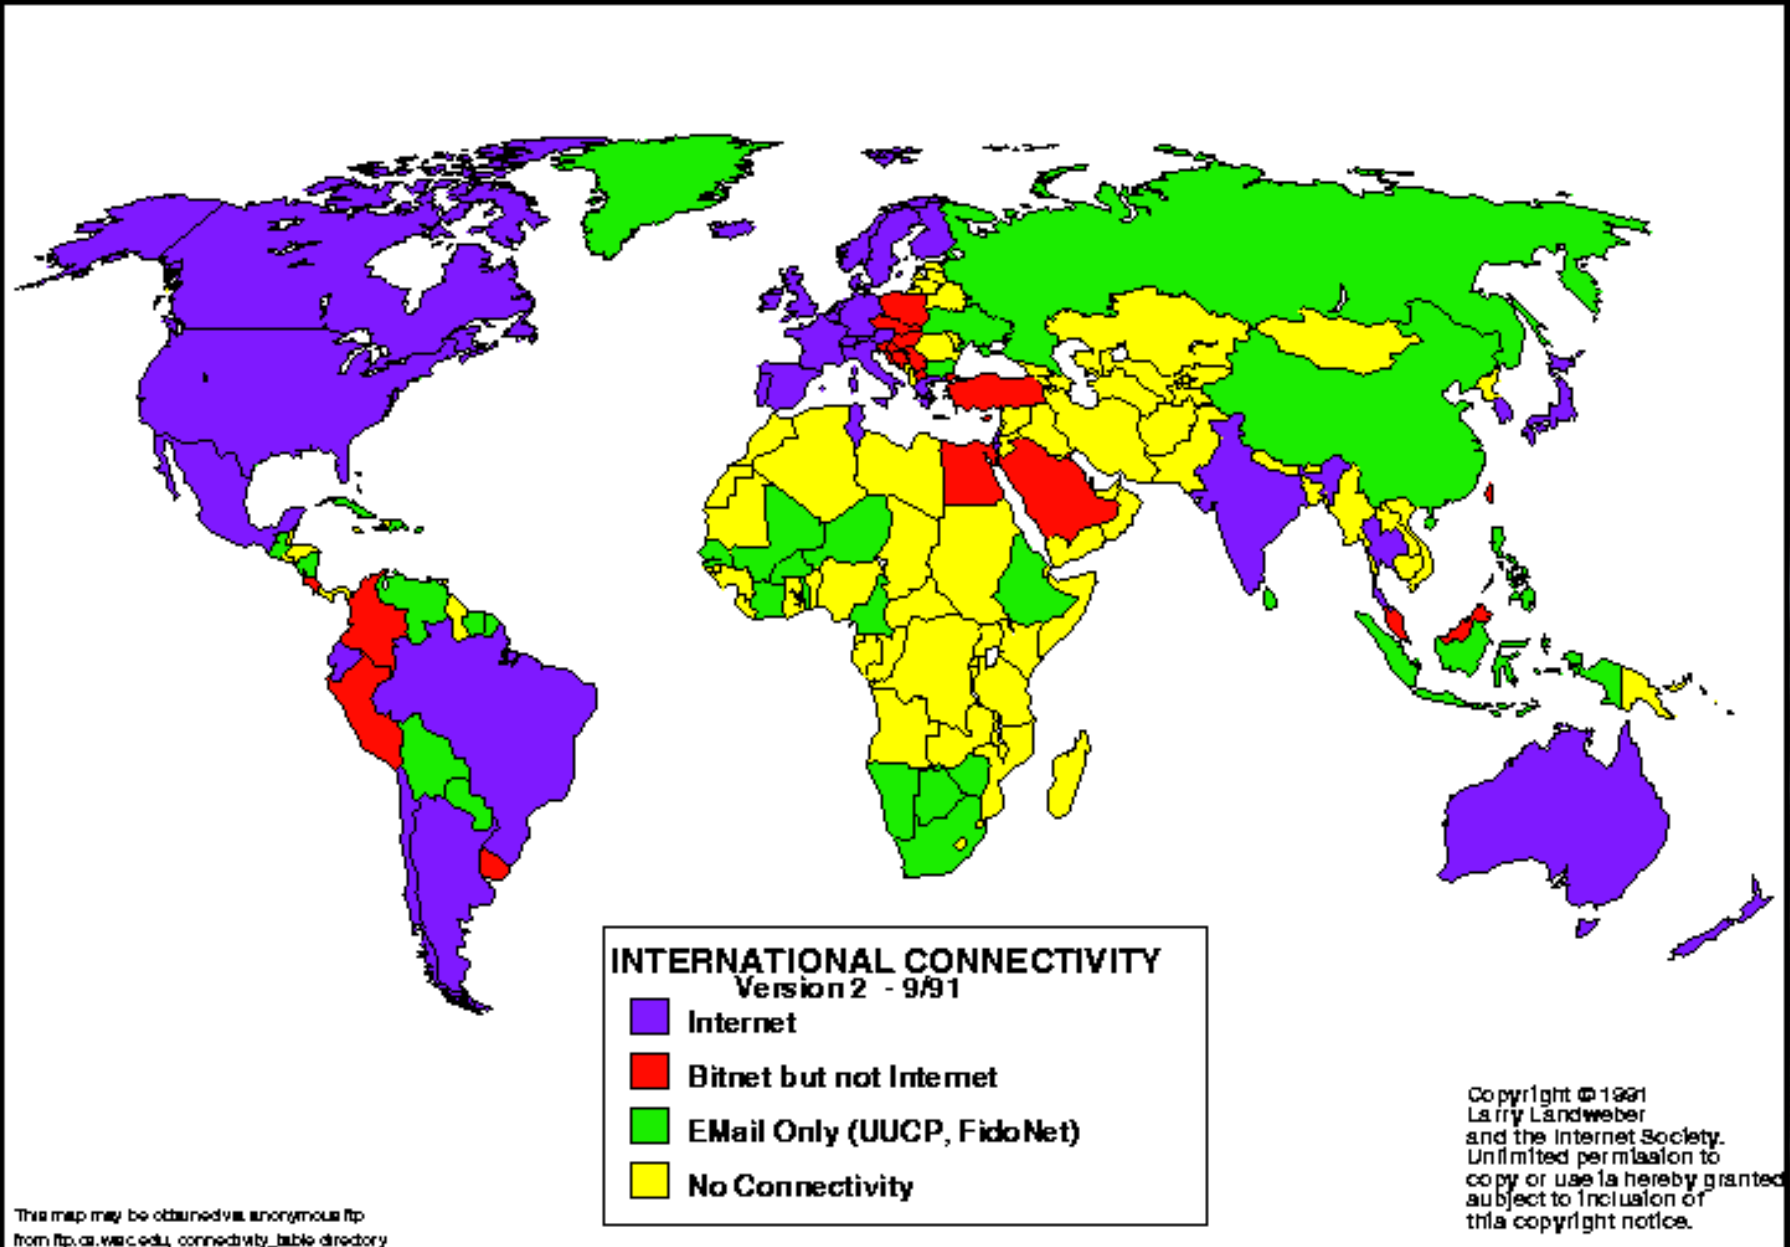 INTERNATIONAL CONNECTIVITY
Version 2 - 9/91
Internet
Bitnet but not Internet
EMail Only (UUCP, FidoNet)
No Connectivity
Copyright © 1991
Larry Landweber
and the Internet Society.
Unlimited permission to
copy or use is hereby granted
subject to inclusion of
this copyright notice.
This map may be obtained via anonymous ftp
from ftp.cs.wisc.edu, connectivity_table directory